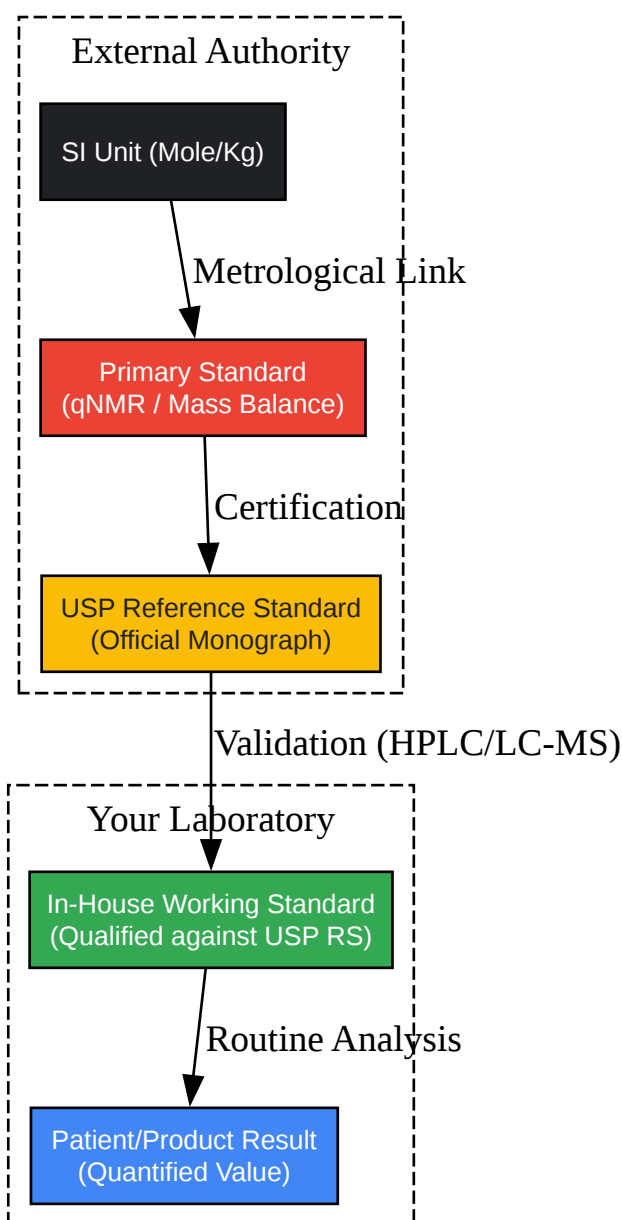 External Authority
SI Unit (Mole/Kg)
Metrological Link
Primary Standard
(qNMR / Mass Balance)
Certification
USP Reference Standard
(Official Monograph)
Validation (HPLC/LC-MS)
Your Laboratory
In-House Working Standard
(Qualified against USP RS)
Routine Analysis
Patient/Product Result
(Quantified Value)